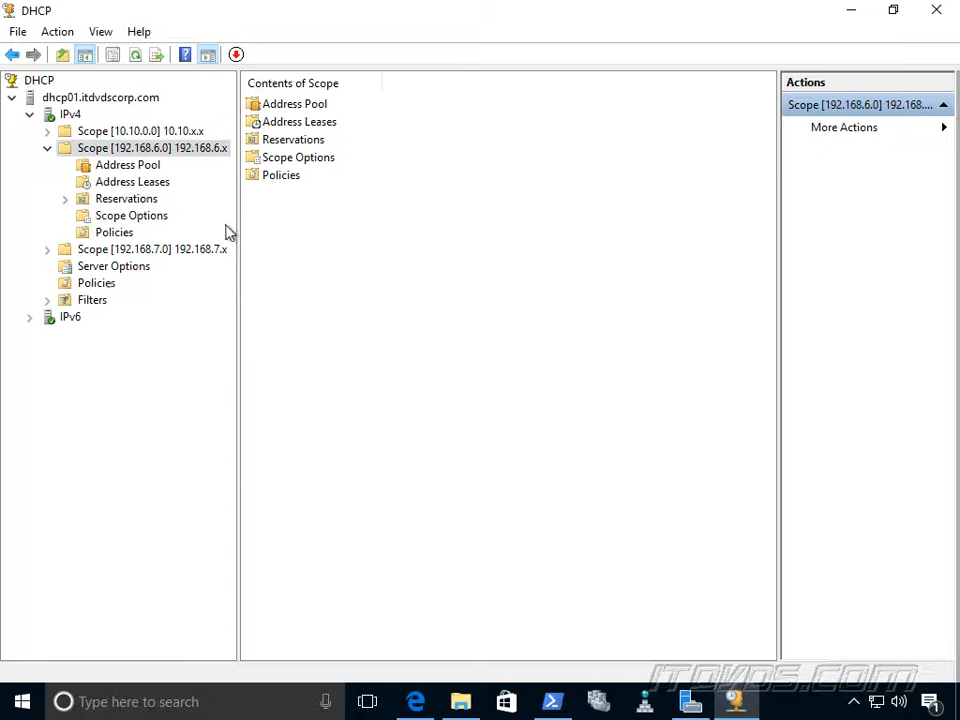 DHCP
File Action View Help
DHCP
dhcp01.itdvdscorp.com
IPv4
Scope [10.10.0.0] 10.10.x.x
Scope [192.168.6.0] 192.168.6.x
Address Pool
Address Leases
Reservations
Scope Options
Policies
Scope [192.168.7.0] 192.168.7.x
Server Options
Policies
Filters
IPv6
Contents of Scope
Address Pool
Address Leases
Reservations
Scope Options
Policies
Actions
Scope [192.168.6.0] 192.168....
More Actions
ITDVDS.COM
Type here to search
1